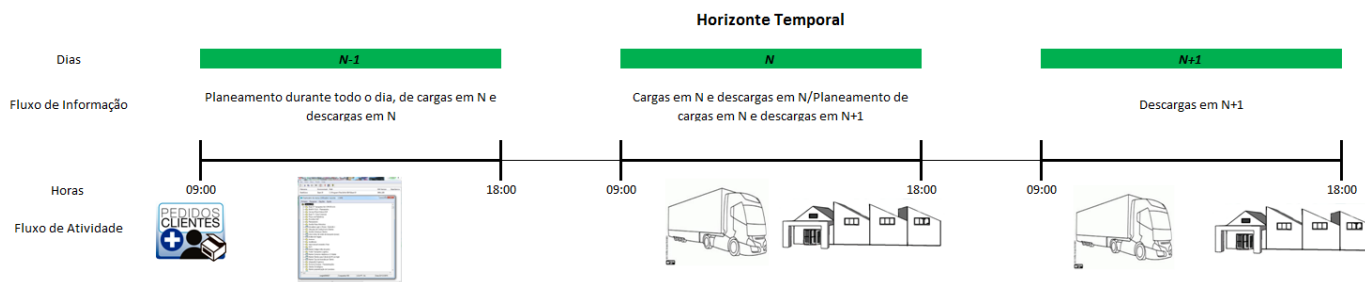 Horizonte Temporal
Dias
N-1
N
N+1
Fluxo de Informação
Planeamento durante todo o dia, de cargas em N e
descargas em N
Cargas em N e descargas em N/Planeamento de
cargas em N e descargas em N+1
Descargas em N+1
Horas
09:00
18:00
09:00
18:00
09:00
18:00
Fluxo de Atividade
PEDIDOS
CLIENTES